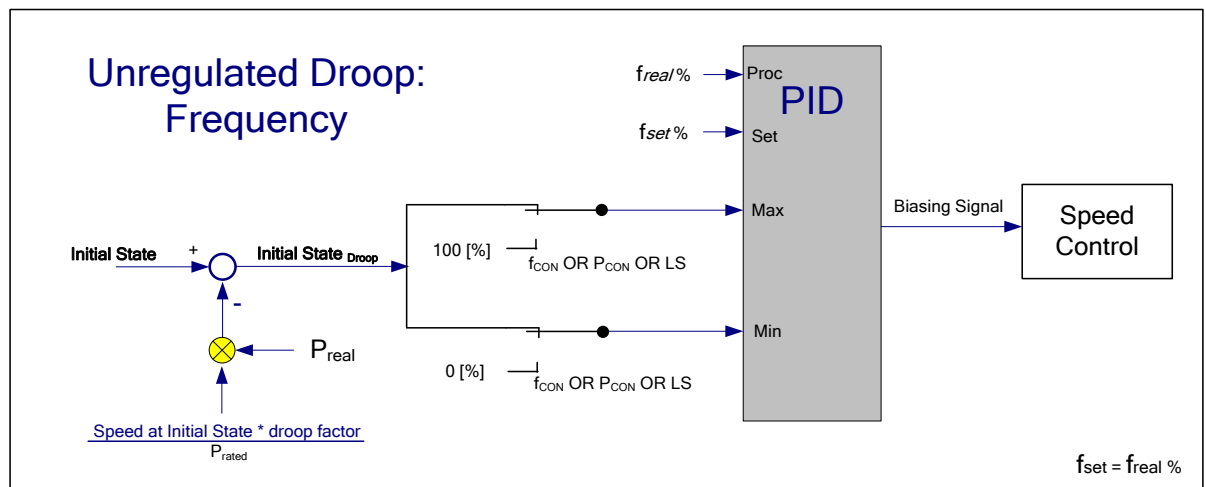 Unregulated Droop:
Frequency
freal %
fset %
Proc
PID
Set
Max
Min
Biasing Signal
Speed
Control
Initial State
+
Initial State Droop
-
100 [%]
fCON OR PCON OR LS
0 [%]
fCON OR PCON OR LS
Preal
Speed at Initial State * droop factor
Prated
fset = freal %